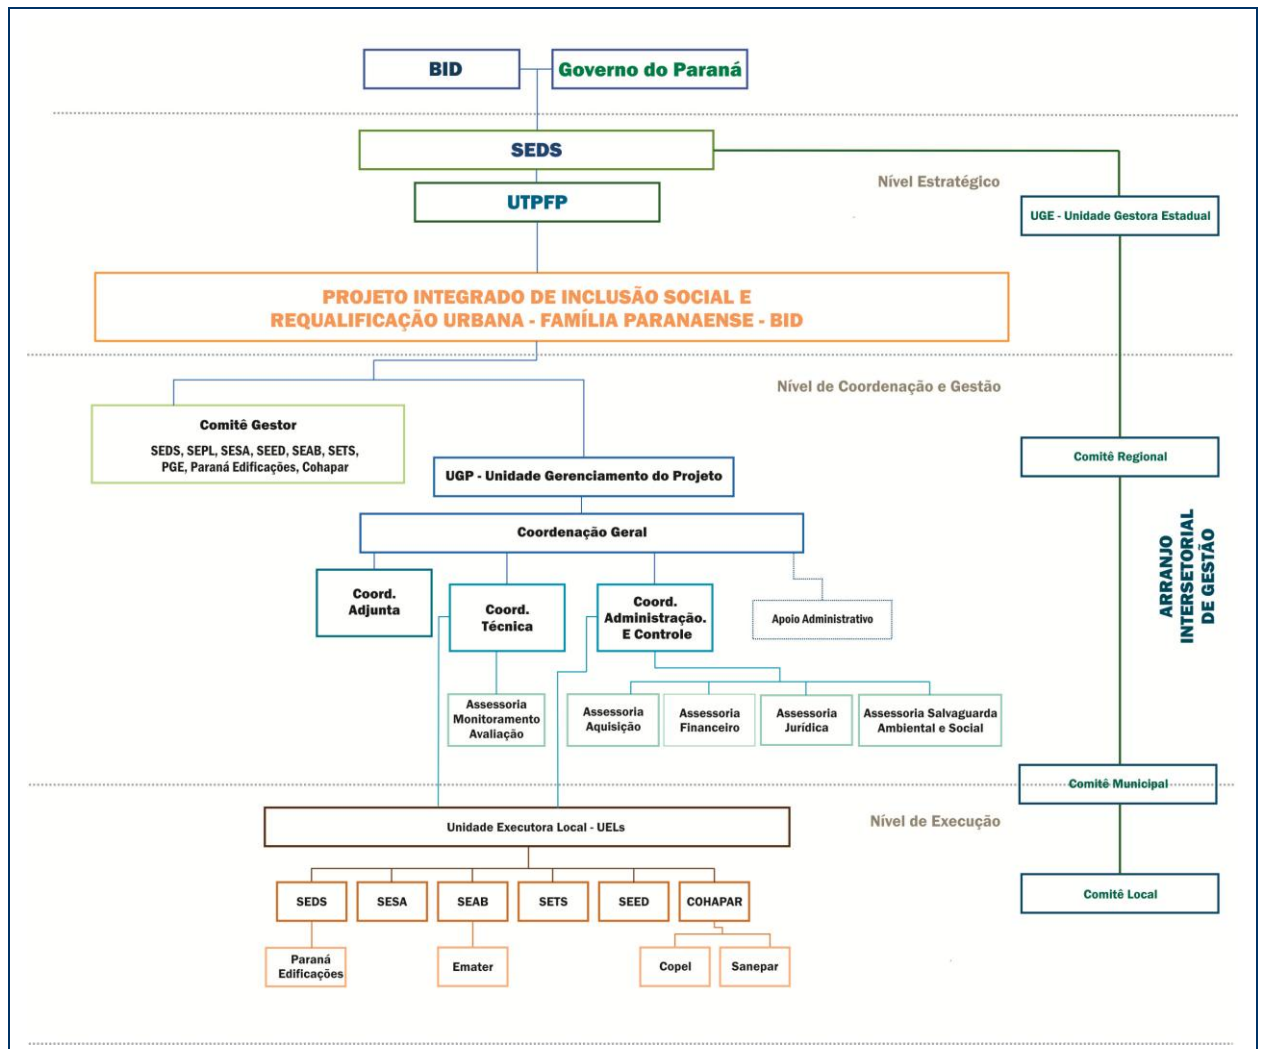 BID
Governo do Paraná
SEDS
Nível Estratégico
UTPFP
UGE - Unidade Gestora Estadual
PROJETO INTEGRADO DE INCLUSÃO SOCIAL E
REQUALIFICAÇÃO URBANA - FAMÍLIA PARANAENSE - BID
Nível de Coordenação e Gestão
Comitê Gestor
SEDS, SEPL, SESA, SEED, SEAB, SETS,
PGE, Paraná Edificações, Cohapar
Comitê Regional
UGP - Unidade Gerenciamento do Projeto
Coordenação Geral
ARRANJO
INTERSETORIAL
DE GESTÃO
Coord.
Adjunta
Coord.
Técnica
Coord.
Administração.
E Controle
Apoio Administrativo
Assessoria
Monitoramento
Avaliação
Assessoria
Aquisição
Assessoria
Financeiro
Assessoria
Jurídica
Assessoria Salvaguarda
Ambiental e Social
Comitê Municipal
Nível de Execução
Unidade Executora Local - UELs
SEDS
SESA
SEAB
SETS
SEED
COHAPAR
Comitê Local
Paraná
Edificações
Emater
Copel
Sanepar